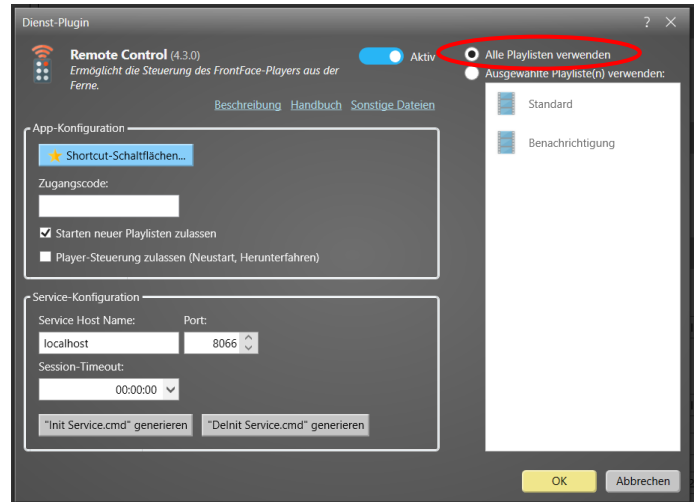 Dienst-Plugin
Remote Control (4.3.0)
Aktiv
Ermöglicht die Steuerung des FrontFace-Players aus der
Ferne.
Beschreibung Handbuch Sonstige Dateien
Alle Playlisten verwenden
Ausgewählte Playliste(n) verwenden:
Standard
Benachrichtigung
App-Konfiguration
Shortcut-Schaltflächen...
Zugangscode:
Starten neuer Playlisten zulassen
Player-Steuerung zulassen (Neustart, Herunterfahren)
Service-Konfiguration
Service Host Name: Port:
localhost 8066
Session-Timeout:
00:00:00
"Init Service.cmd" generieren "DeInit Service.cmd" generieren
OK Abbrechen